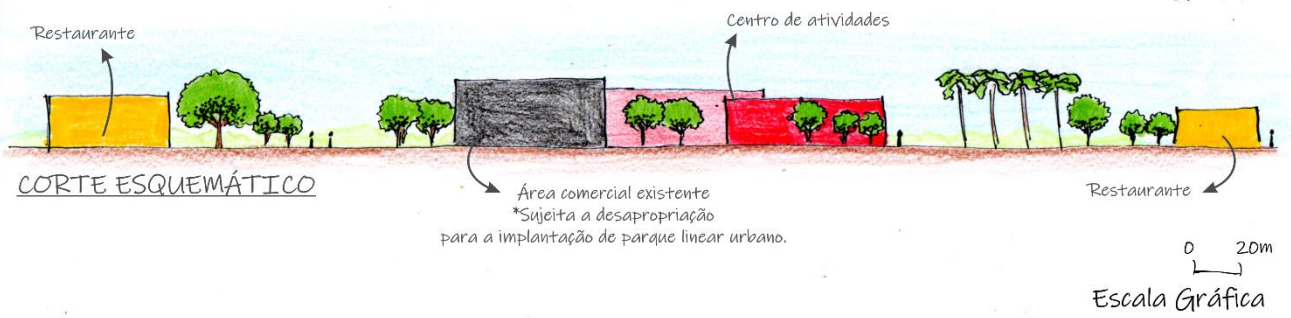 Restaurante
Centro de atividades
CORTE ESQUEMÁTICO
Área comercial existente
*Sujeita a desapropriação
para a implantação de parque linear urbano.
Restaurante
0 20m
Escala Gráfica